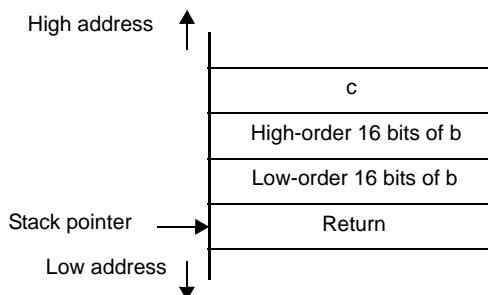 High address
c
High-order 16 bits of b
Low-order 16 bits of b
Stack pointer
Return
Low address